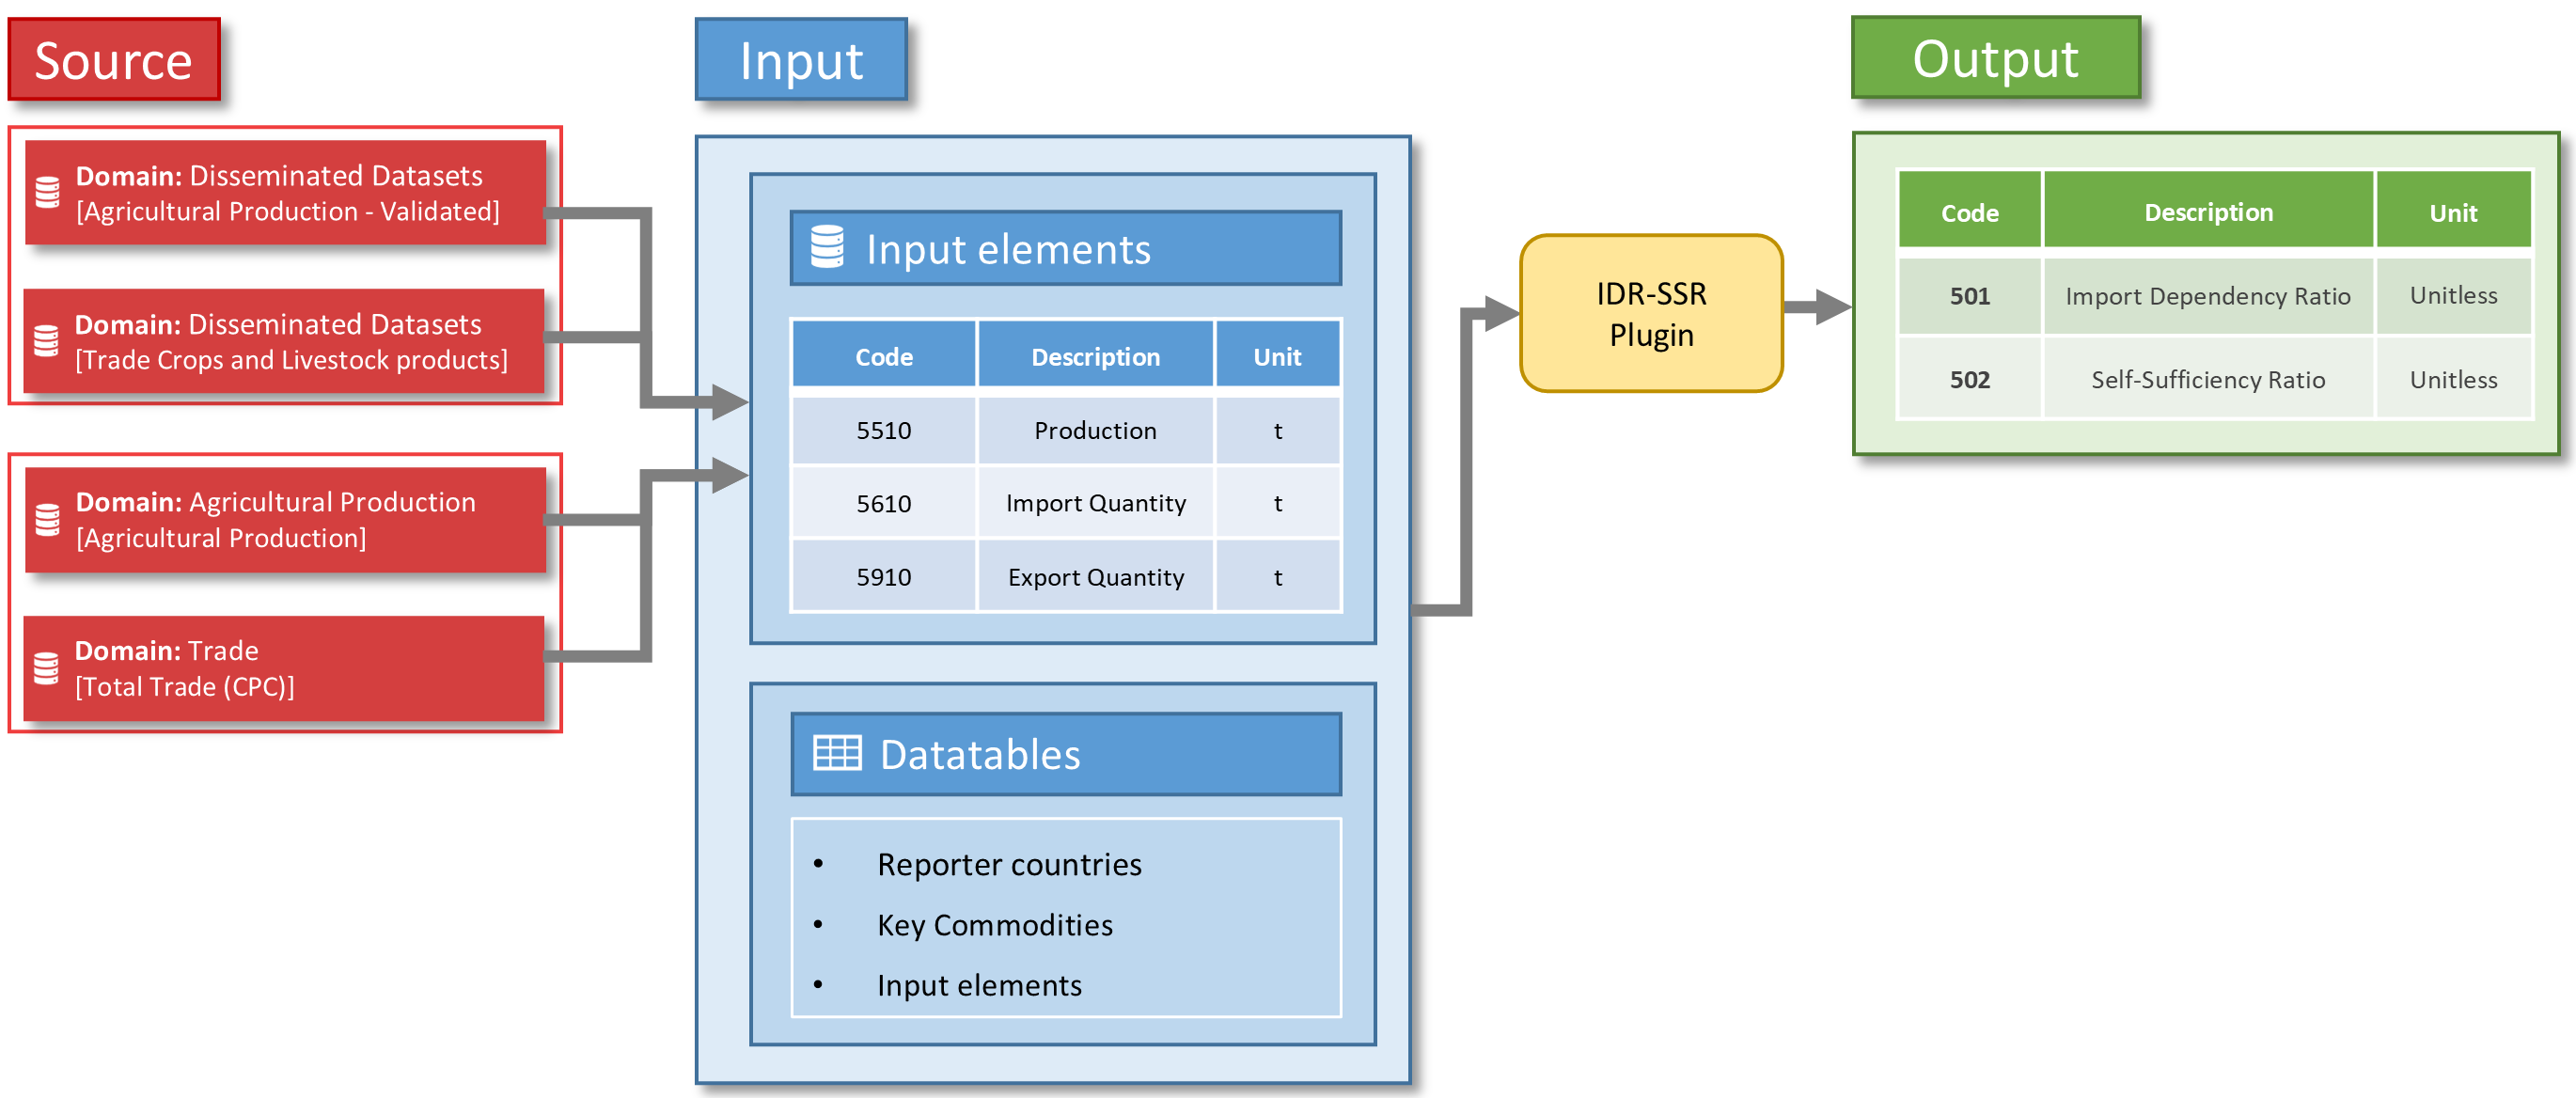 Source
Domain: Disseminated Datasets
[Agricultural Production - Validated]
Domain: Disseminated Datasets
[Trade Crops and Livestock products]
Domain: Agricultural Production
[Agricultural Production]
Domain: Trade
[Total Trade (CPC)]
Input
Input elements
Code Description Unit
5510 Production t
5610 Import Quantity t
5910 Export Quantity t
Datatables
• Reporter countries
• Key Commodities
• Input elements
IDR-SSR
Plugin
Output
Code Description Unit
501 Import Dependency Ratio Unitless
502 Self-Sufficiency Ratio Unitless